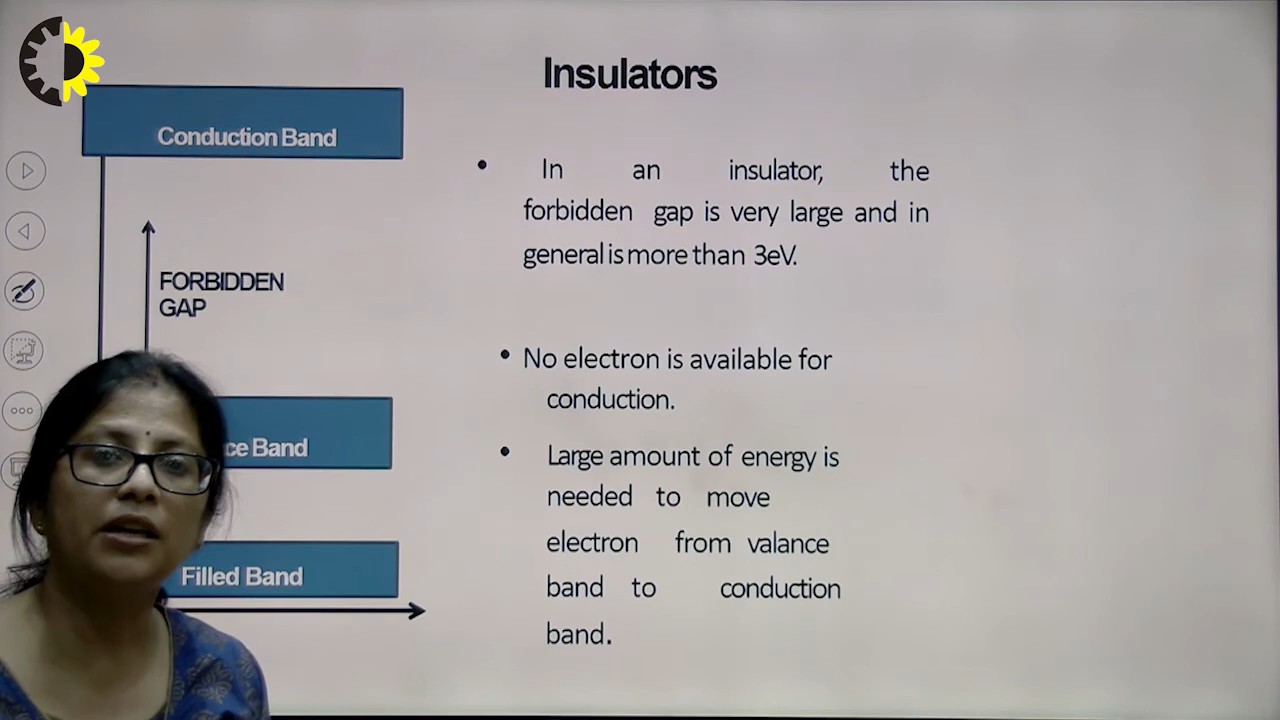 Insulators
Conduction Band
FORBIDDEN
GAP
Band
Filled Band
In an insulator, the
forbidden gap is very large and in
general is more than 3eV.
No electron is available for
conduction.
Large amount of energy is
needed to move
electron from valance
band to conduction
band.